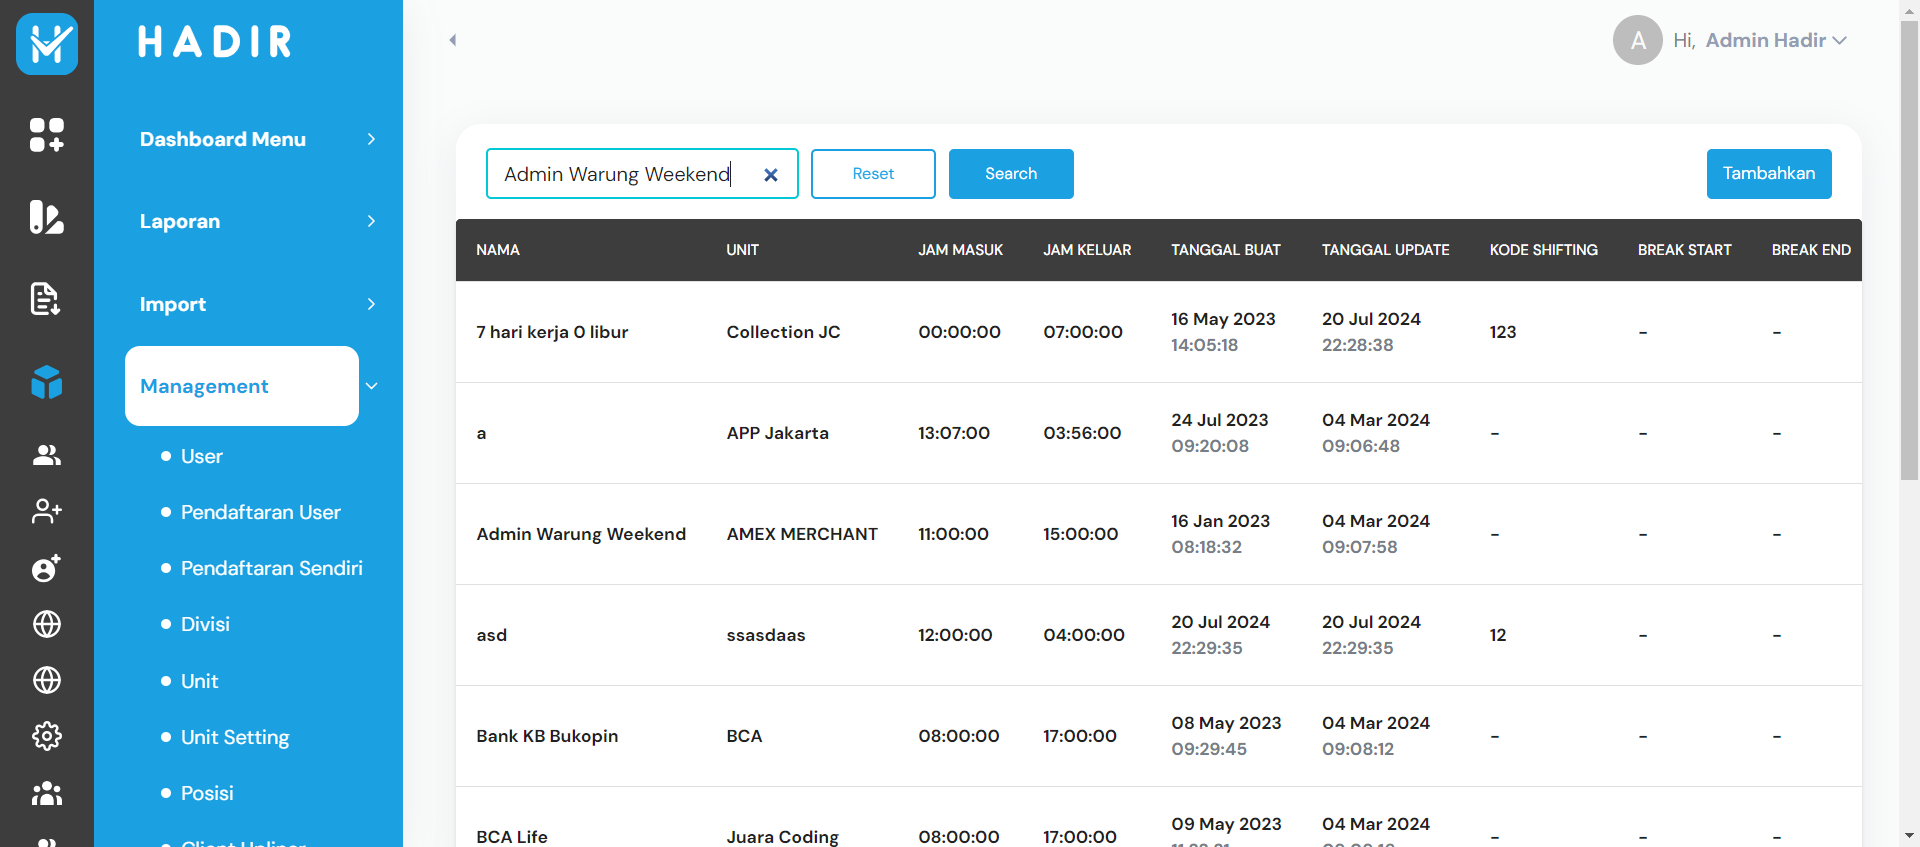 HADIR
Hi, Admin Hadir
A
Dashboard Menu
Laporan
Import
Management
User
Pendaftaran User
Pendaftaran Sendiri
Divisi
Unit
Unit Setting
Posisi
Admin Warung Weekend
Reset
Search
Tambahkan
NAMA UNIT JAM MASUK JAM KELUAR TANGGAL BUAT TANGGAL UPDATE KODE SHIFTING BREAK START BREAK END
7 hari kerja 0 libur Collection JC 00:00:00 07:00:00 16 May 2023 20 Jul 2024 123 - -
14:05:18 22:28:38
a APP Jakarta 13:07:00 03:56:00 24 Jul 2023 04 Mar 2024 - - -
09:20:08 09:06:48
Admin Warung Weekend AMEX MERCHANT 11:00:00 15:00:00 16 Jan 2023 04 Mar 2024 - - -
08:18:32 09:07:58
asd ssasdaas 12:00:00 04:00:00 20 Jul 2024 20 Jul 2024 12 - -
22:29:35 22:29:35
Bank KB Bukopin BCA 08:00:00 17:00:00 08 May 2023 04 Mar 2024 - - -
09:29:45 09:08:12
BCA Life Juara Coding 08:00:00 17:00:00 09 May 2023 04 Mar 2024 - - -